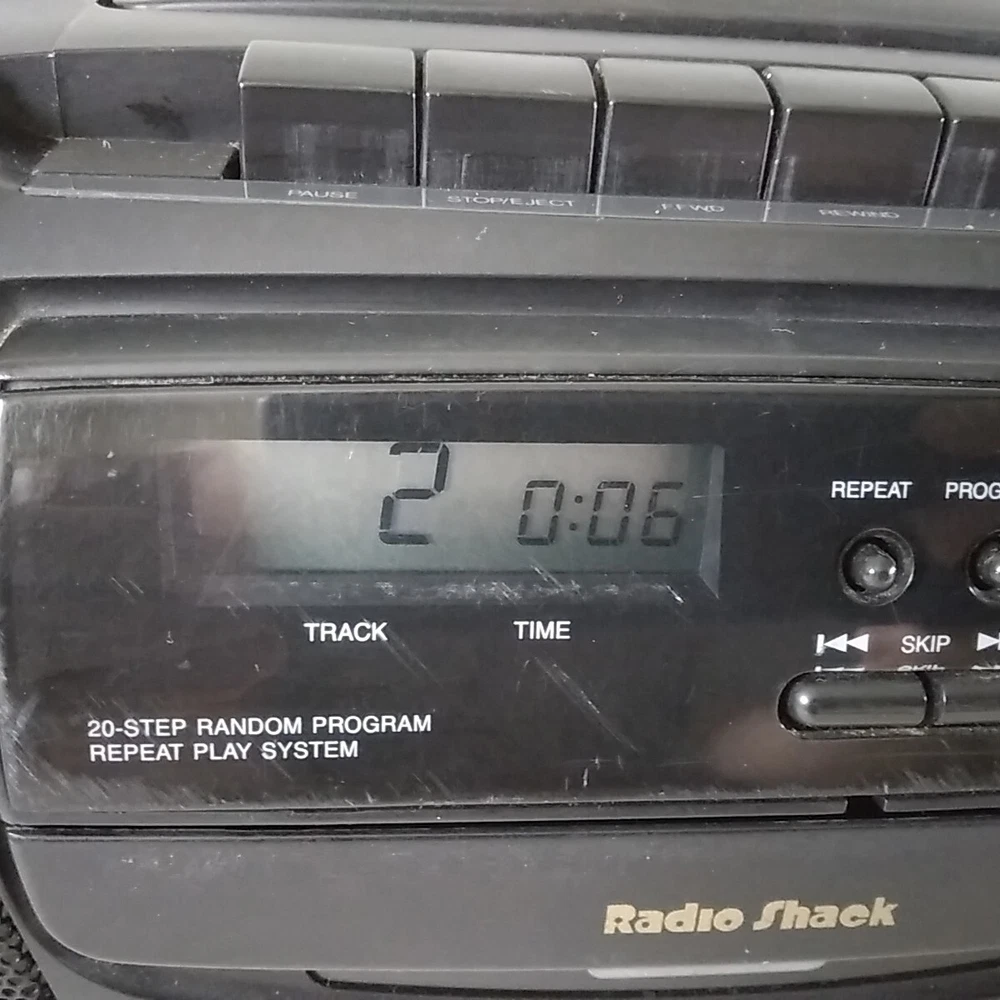 PAUSE STOP/EJECT F.FWD REWIND
2 0:06
REPEAT PROG
TRACK TIME
SKIP
20-STEP RANDOM PROGRAM
REPEAT PLAY SYSTEM
Radio Shack